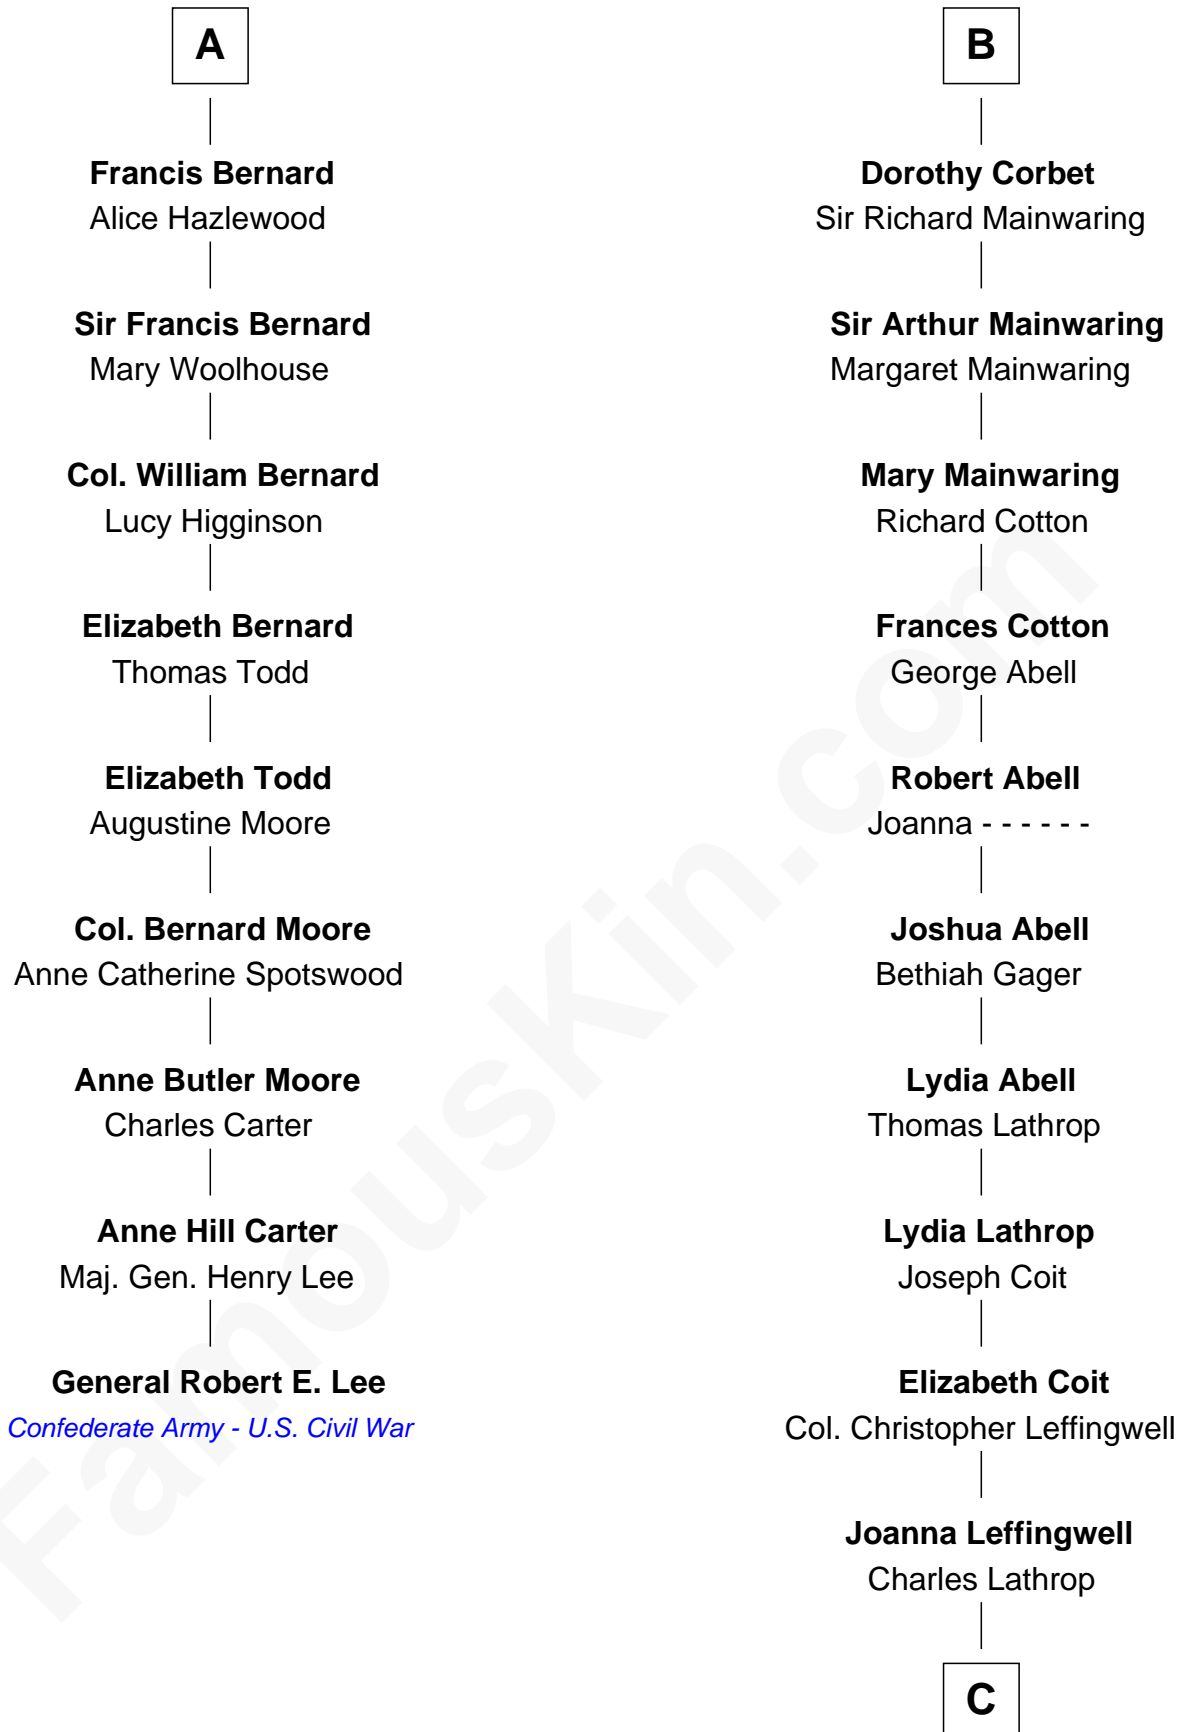 A
Francis Bernard
Alice Hazlewood
Sir Francis Bernard
Mary Woolhouse
Col. William Bernard
Lucy Higginson
Elizabeth Bernard
Thomas Todd
Elizabeth Todd
Augustine Moore
Col. Bernard Moore
Anne Catherine Spotswood
Anne Butler Moore
Charles Carter
Anne Hill Carter
Maj. Gen. Henry Lee
General Robert E. Lee
Confederate Army - U.S. Civil War
B
Dorothy Corbet
Sir Richard Mainwaring
Sir Arthur Mainwaring
Margaret Mainwaring
Mary Mainwaring
Richard Cotton
Frances Cotton
George Abell
Robert Abell
Joanna - - - - - -
Joshua Abell
Bethiah Gager
Lydia Abell
Thomas Lathrop
Lydia Lathrop
Joseph Coit
Elizabeth Coit
Col. Christopher Leffingwell
Joanna Leffingwell
Charles Lathrop
C
FamousKin.com